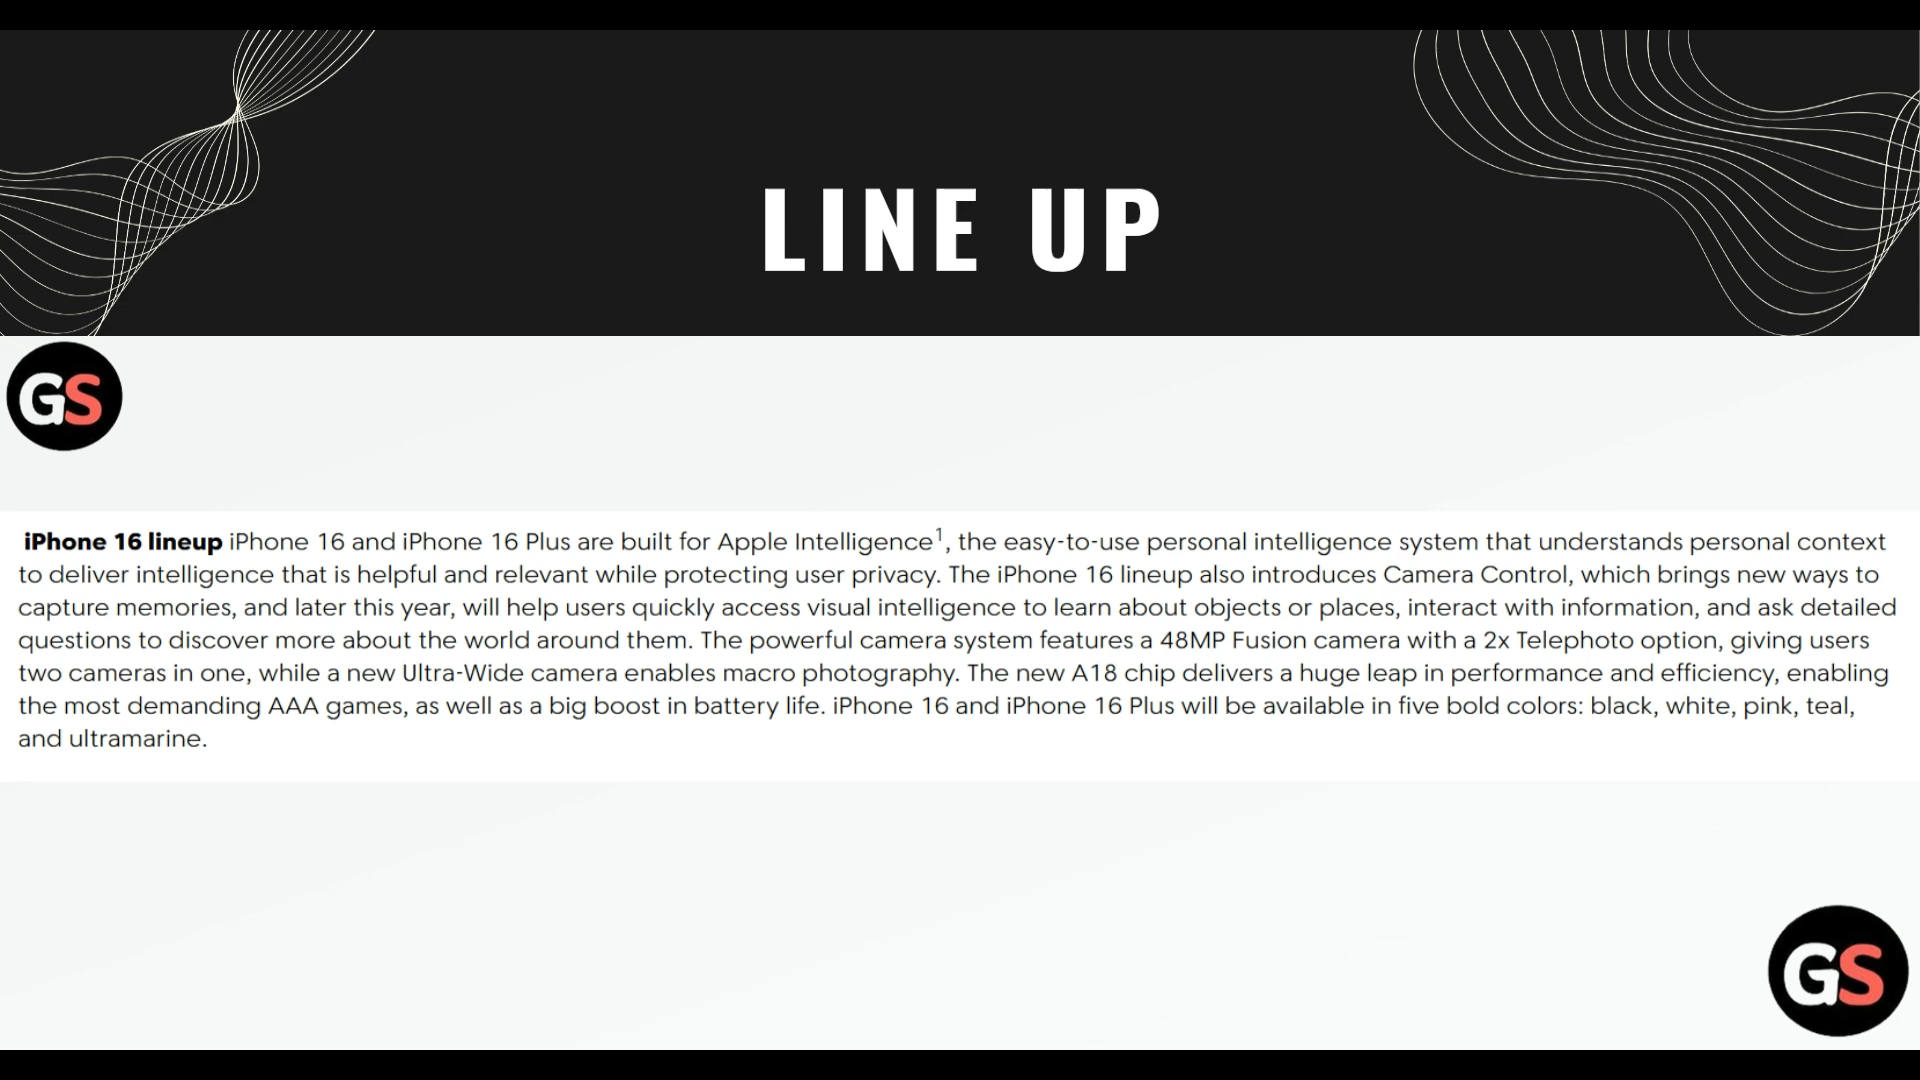 LINE UP
GS
iPhone 16 lineup iPhone 16 and iPhone 16 Plus are built for Apple Intelligence¹, the easy-to-use personal intelligence system that understands personal context
to deliver intelligence that is helpful and relevant while protecting user privacy. The iPhone 16 lineup also introduces Camera Control, which brings new ways to
capture memories, and later this year, will help users quickly access visual intelligence to learn about objects or places, interact with information, and ask detailed
questions to discover more about the world around them. The powerful camera system features a 48MP Fusion camera with a 2x Telephoto option, giving users
two cameras in one, while a new Ultra-Wide camera enables macro photography. The new A18 chip delivers a huge leap in performance and efficiency, enabling
the most demanding AAA games, as well as a big boost in battery life. iPhone 16 and iPhone 16 Plus will be available in five bold colors: black, white, pink, teal,
and ultramarine.
GS